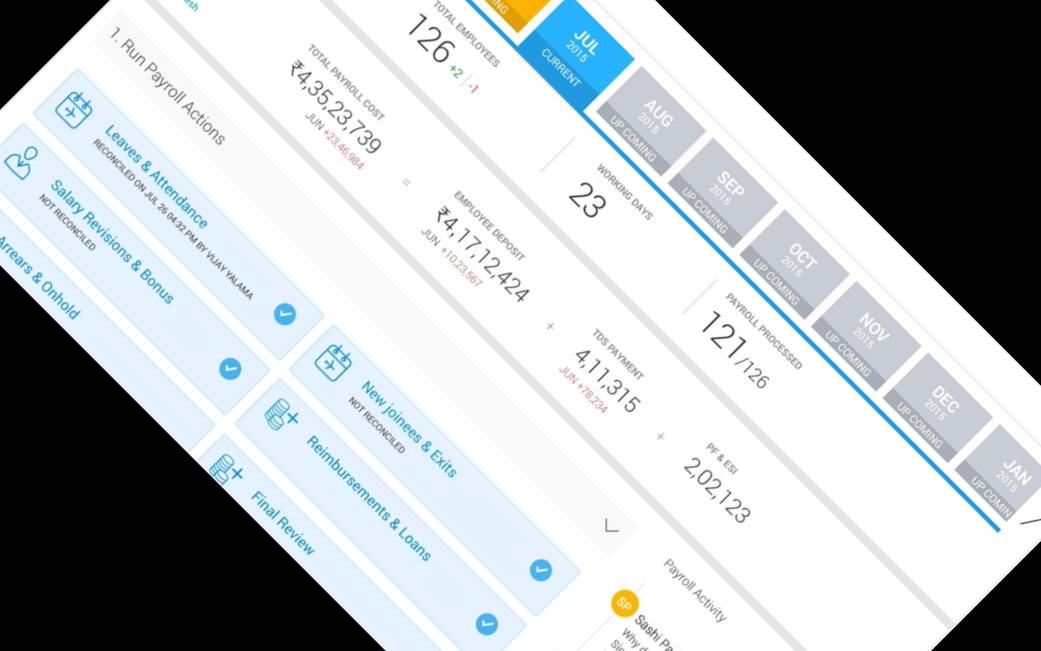 JUL
2015
CURRENT
AUG
2015
UP COMING
SEP
2015
UP COMING
OCT
2015
UP COMING
NOV
2015
UP COMING
DEC
2015
UP COMING
JAN
2015
UP COMIN
TOTAL EMPLOYEES
126 +2 | -1
WORKING DAYS
23
PAYROLL PROCESSED
121/126
TOTAL PAYROLL COST
₹4,35,23,739
JUN +23,46,984
=
EMPLOYEE DEPOSIT
₹4,17,12,424
JUN +10,23,567
+
TDS PAYMENT
4,11,315
JUN +78,234
+
PF & ESI
2,02,123
1. Run Payroll Actions
Leaves & Attendance
RECONCILED ON JUL 26 04:32 PM BY VIJAY YALAMA
New joinees & Exits
NOT RECONCILED
Salary Revisions & Bonus
NOT RECONCILED
Reimbursements & Loans
Arrears & Onhold
Final Review
Payroll Activity
SP
Sashi Pa
Why d